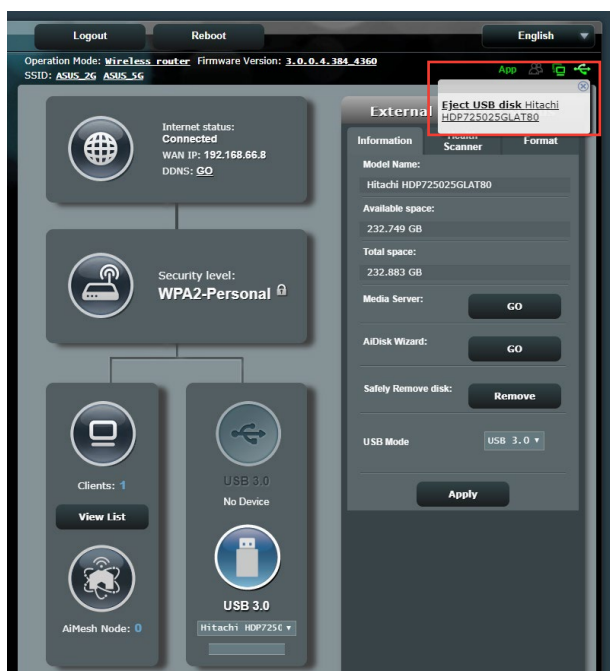 Logout
Reboot
English
Operation Mode: Wireless router Firmware Version: 3.0.0.4.384_4360
SSID: ASUS_2G ASUS_5G
App
Eject USB disk Hitachi
HDP725025GLAT80
Internet status:
Connected
WAN IP: 192.168.66.8
DDNS: GO
Security level:
WPA2-Personal
Clients: 1
View List
AiMesh Node: 0
USB 3.0
No Device
USB 3.0
Hitachi HDP725(
External
Information
Scanner
Format
Model Name:
Hitachi HDP725025GLAT80
Available space:
232.749 GB
Total space:
232.883 GB
Media Server:
GO
AiDisk Wizard:
GO
Safely Remove disk:
Remove
USB Mode
USB 3.0
Apply